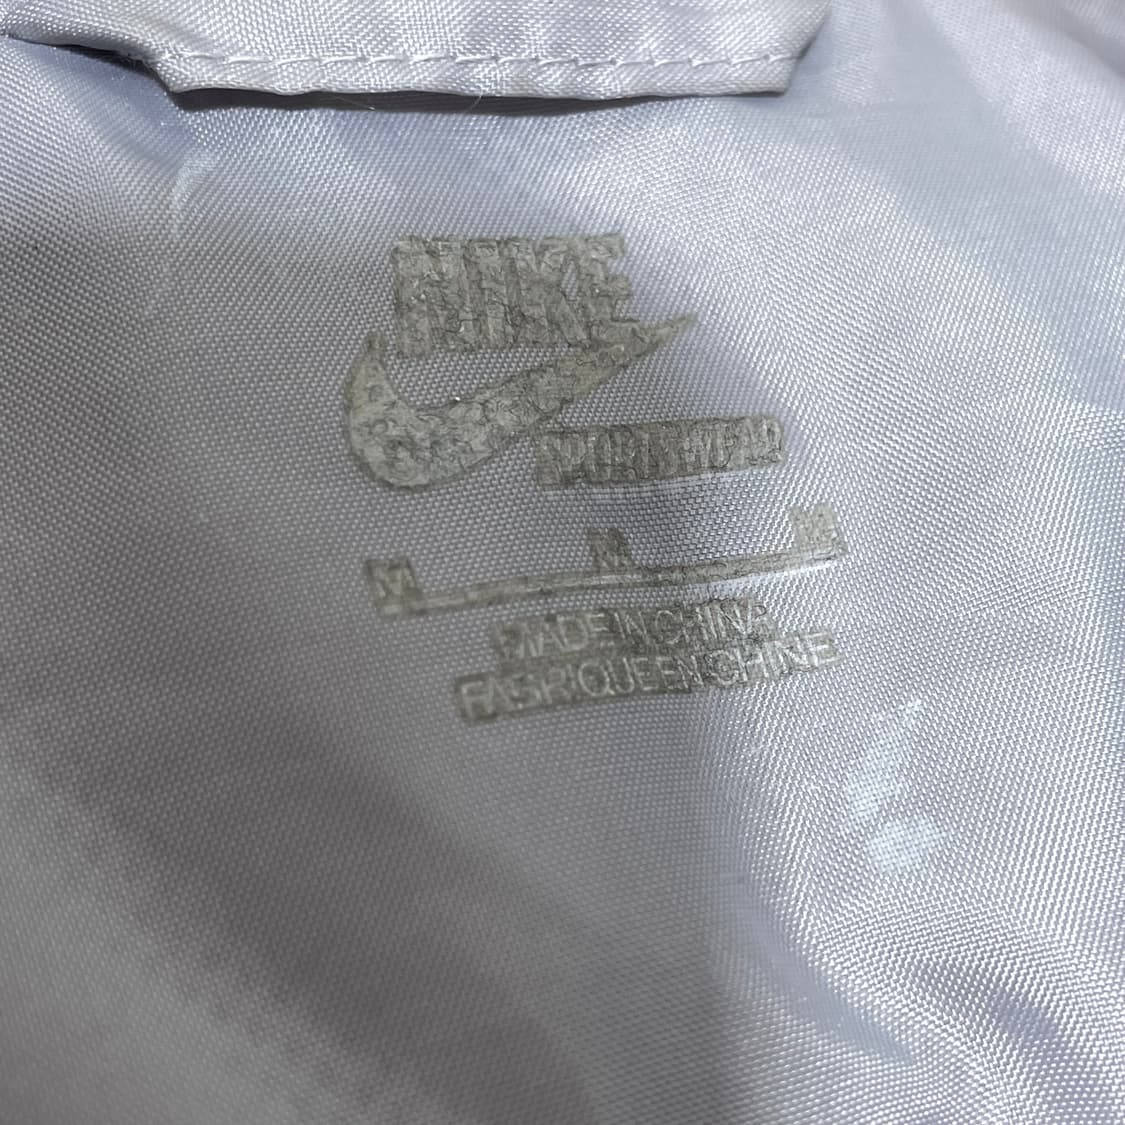 NIKE
SPORTSWEAR
M M M
MADE IN CHINA
FABRIQUE EN CHINE